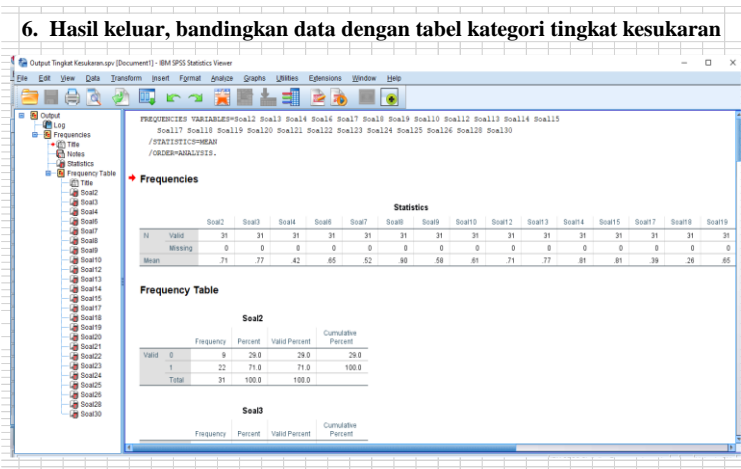 6. Hasil keluar, bandingkan data dengan tabel kategori tingkat kesukaran
Output Tingkat Kesukaran.spv [Document1] - IBM SPSS Statistics Viewer
File Edit View Data Transform Insert Format Analyze Graphs Utilities Extensions Window Help
Output
Log
Frequencies
Title
Notes
Statistics
Frequency Table
Title
Soal2
Soal3
Soal4
Soal6
Soal7
Soal8
Soal9
Soal10
Soal12
Soal13
Soal14
Soal15
Soal17
Soal18
Soal19
Soal20
Soal21
Soal22
Soal23
Soal24
Soal25
Soal26
Soal28
Soal30
FREQUENCIES VARIABLES=Soal2 Soal3 Soal4 Soal6 Soal7 Soal8 Soal9 Soal10 Soal12 Soal13 Soal14 Soal15
Soal17 Soal18 Soal19 Soal20 Soal21 Soal22 Soal23 Soal24 Soal25 Soal26 Soal28 Soal30
/STATISTICS=MEAN
/ORDER=ANALYSIS.
Frequencies
Statistics
Soal2 Soal3 Soal4 Soal6 Soal7 Soal8 Soal9 Soal10 Soal12 Soal13 Soal14 Soal15 Soal17 Soal18 Soal19
N Valid 31 31 31 31 31 31 31 31 31 31 31 31 31 31 31
Missing 0 0 0 0 0 0 0 0 0 0 0 0 0 0 0
Mean .71 .77 .42 .65 .52 .90 .58 .61 .71 .77 .81 .81 .39 .26 .65
Frequency Table
Soal2
Frequency Percent Valid Percent Cumulative Percent
Valid 0 9 29.0 29.0 29.0
1 22 71.0 71.0 100.0
Total 31 100.0 100.0
Soal3
Frequency Percent Valid Percent Cumulative Percent